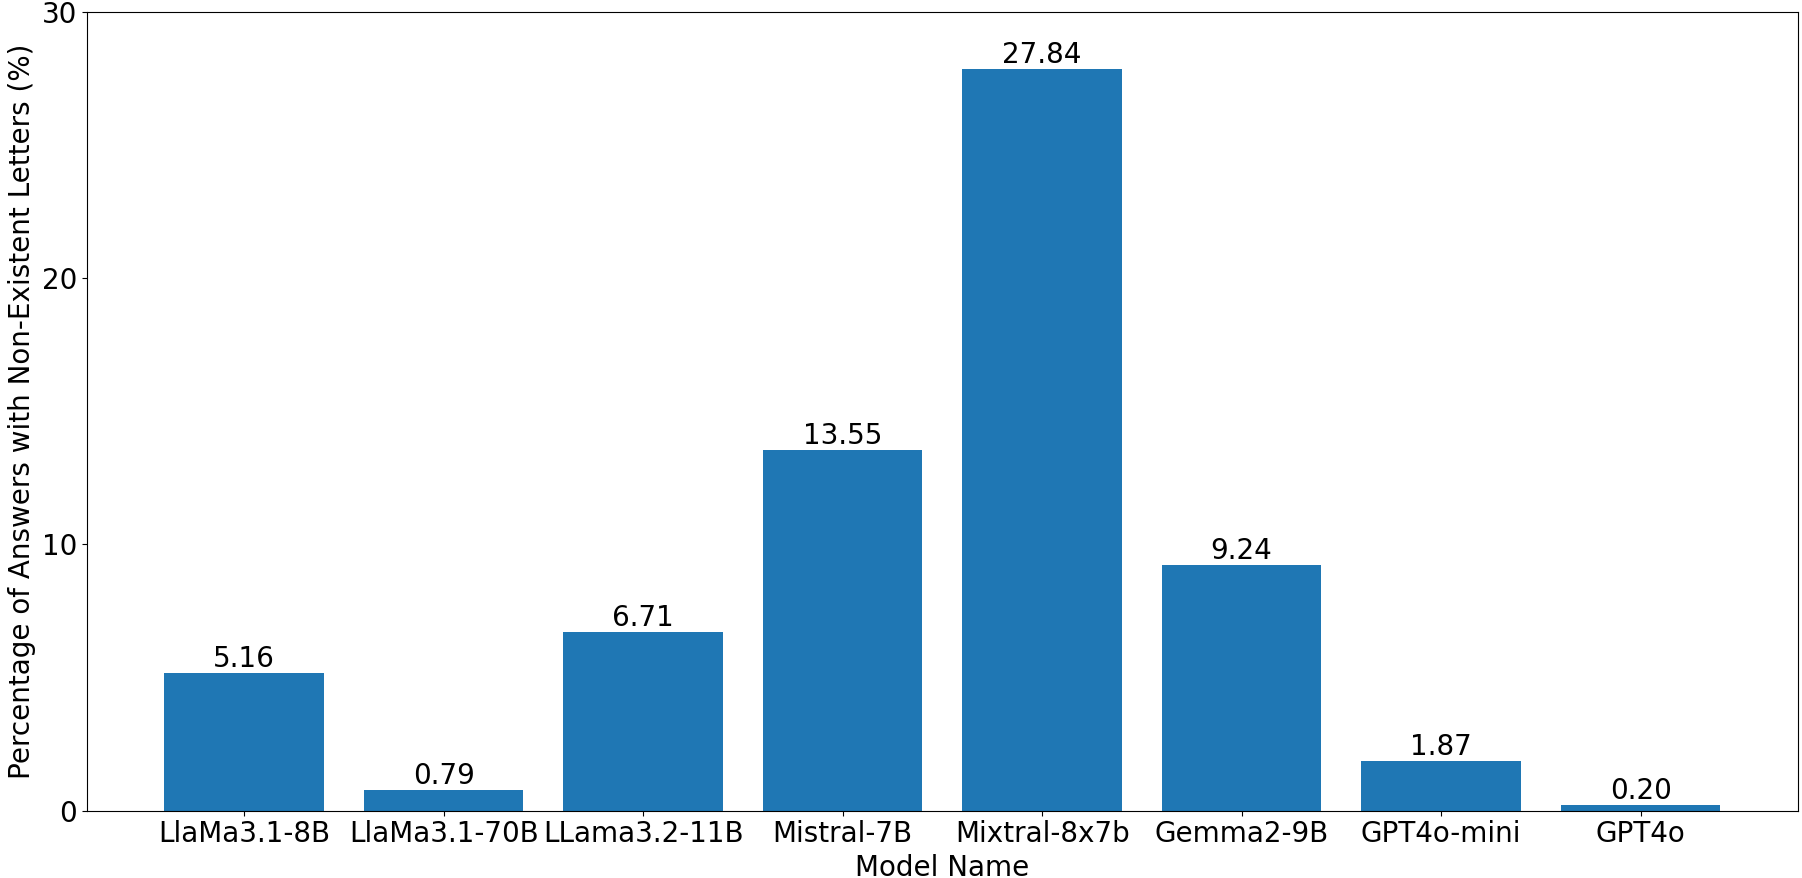 Percentage of Answers with Non-Existent Letters (%)
30
20
10
0
5.16
0.79
6.71
13.55
27.84
9.24
1.87
0.20
LlaMa3.1-8B
LlaMa3.1-70B
LLama3.2-11B
Mistral-7B
Mixtral-8x7b
Gemma2-9B
GPT4o-mini
GPT4o
Model Name